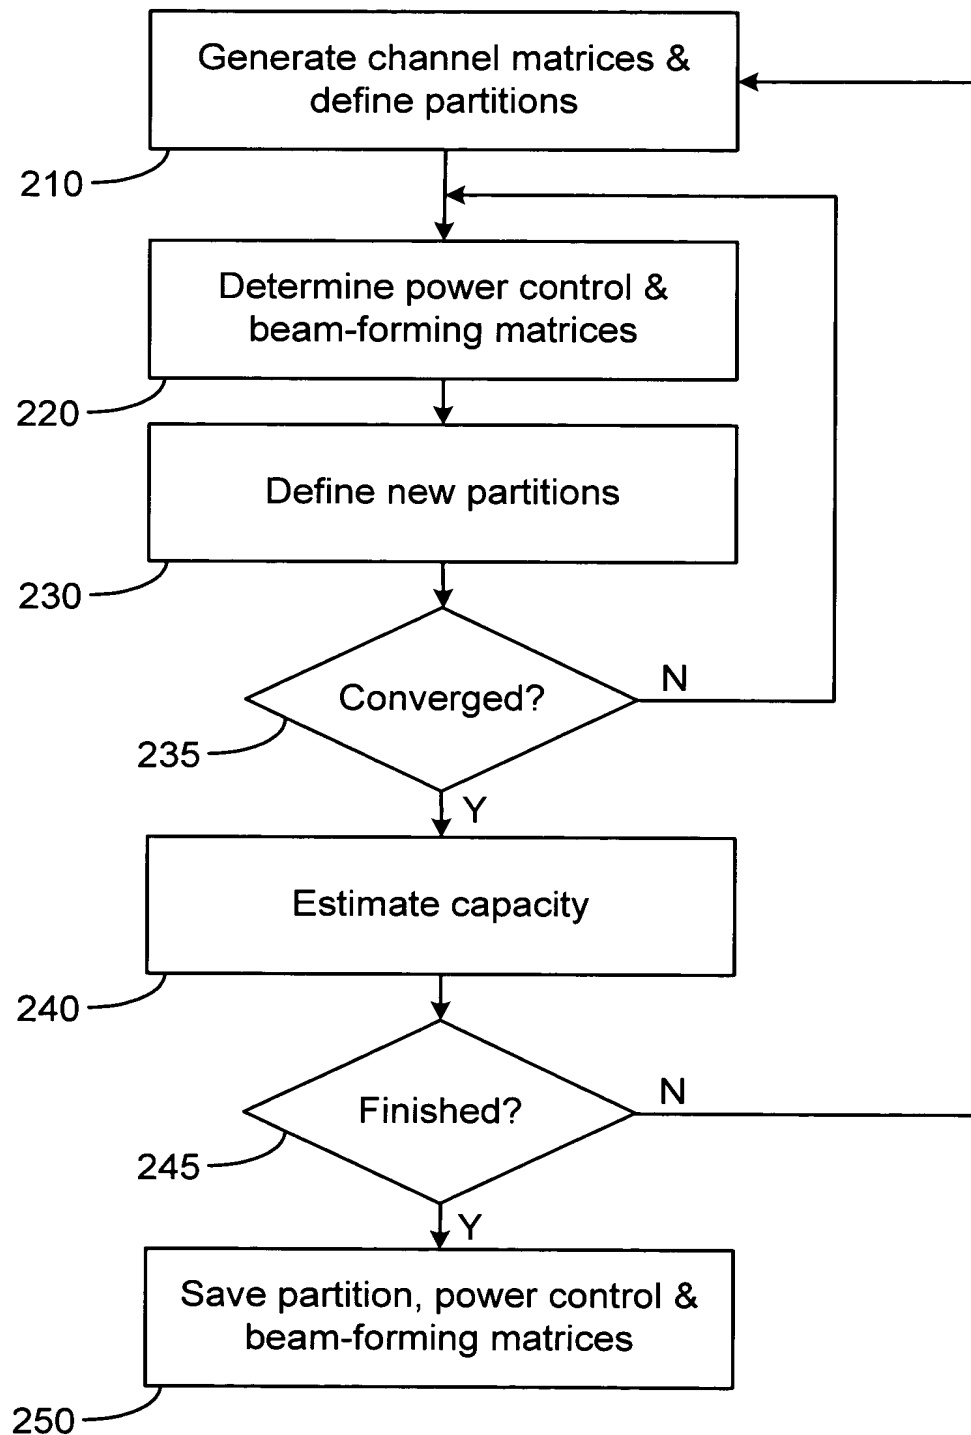 Generate channel matrices &
define partitions
210
Determine power control &
beam-forming matrices
220
Define new partitions
230
Converged?
N
235
Y
Estimate capacity
240
Finished?
N
245
Y
Save partition, power control &
beam-forming matrices
250